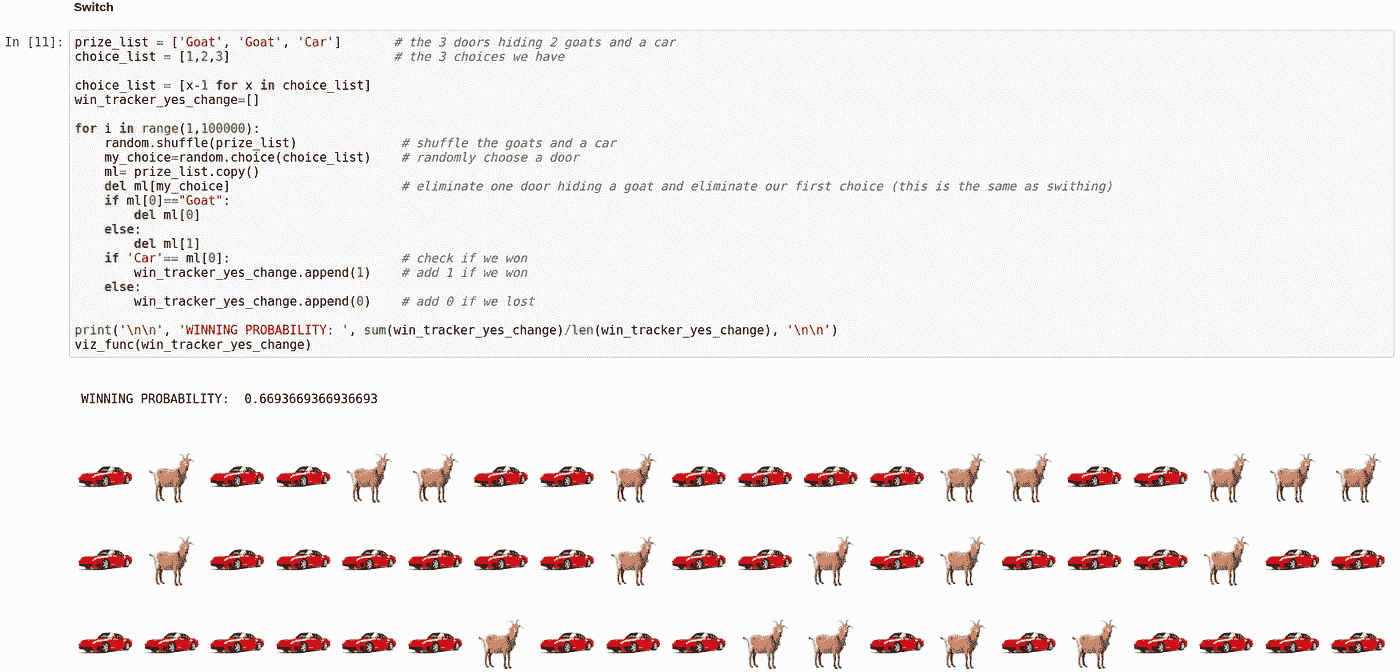 Switch
In [11]: prize_list = ['Goat', 'Goat', 'Car']       # the 3 doors hiding 2 goats and a car
choice_list = [1,2,3]                      # the 3 choices we have
choice_list = [x-1 for x in choice_list]
win_tracker_yes_change=[]
for i in range(1,100000):
    random.shuffle(prize_list)              # shuffle the goats and a car
    my_choice=random.choice(choice_list)    # randomly choose a door
    ml= prize_list.copy()
    del ml[my_choice]                       # eliminate one door hiding a goat and eliminate our first choice (this is the same as swithing)
    if ml[0]=="Goat":
        del ml[0]
    else:
        del ml[1]
    if 'Car'== ml[0]:                       # check if we won
        win_tracker_yes_change.append(1)    # add 1 if we won
    else:
        win_tracker_yes_change.append(0)    # add 0 if we lost
print('\n\n', 'WINNING PROBABILITY: ', sum(win_tracker_yes_change)/len(win_tracker_yes_change), '\n\n')
viz_func(win_tracker_yes_change)
WINNING PROBABILITY:  0.6693669366936693